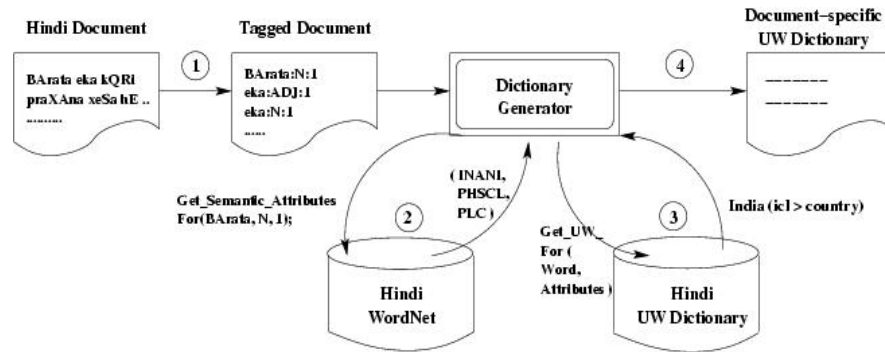 Hindi Document
BArata eka kQRi
praXAna xeSa hE ..
..........
1
Tagged Document
BArata:N:1
eka:ADJ:1
eka:N:1
......
Dictionary
Generator
4
Document-specific
UW Dictionary
Get_Semantic_Attributes
For(BArata, N, 1);
2
( INANI,
PHSCL,
PLC )
Hindi
WordNet
Get_UW_
For (
Word,
Attributes )
3
India (icl > country)
Hindi
UW Dictionary